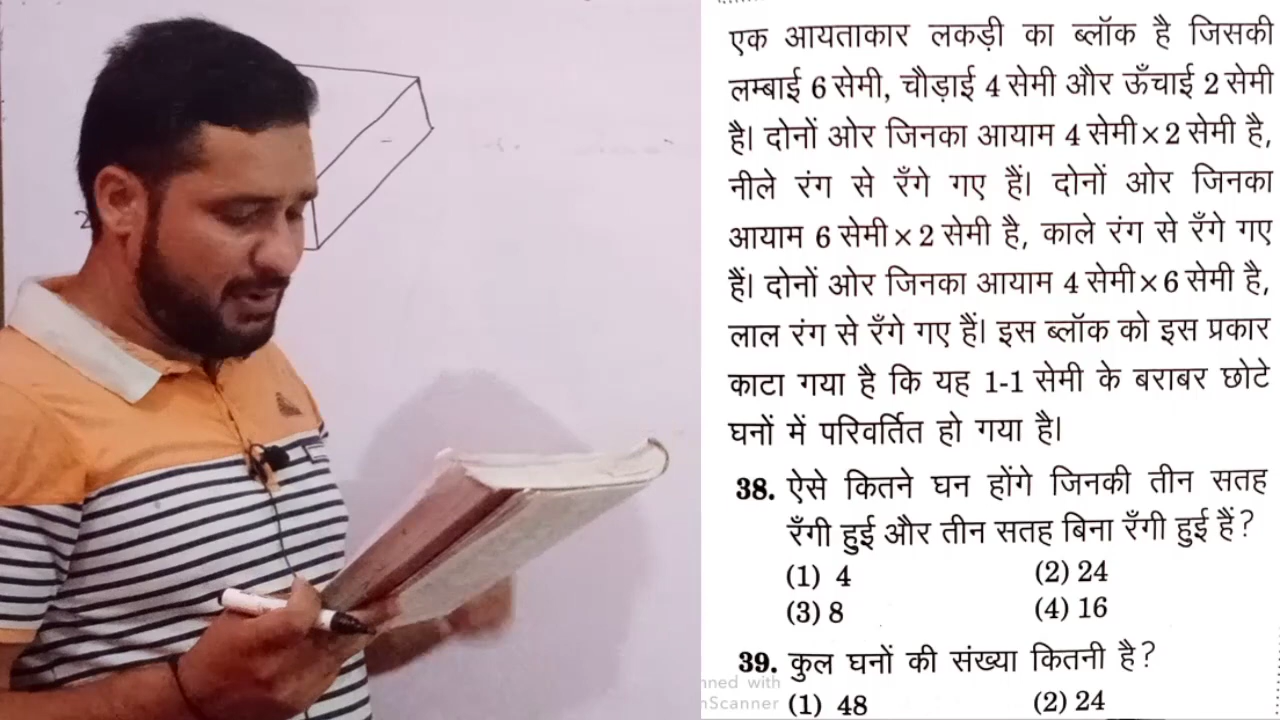 एक आयताकार लकड़ी का ब्लॉक है जिसकी
लम्बाई 6 सेमी, चौड़ाई 4 सेमी और ऊँचाई 2 सेमी
है। दोनों ओर जिनका आयाम 4 सेमी×2 सेमी है,
नीले रंग से रँगे गए हैं। दोनों ओर जिनका
आयाम 6 सेमी×2 सेमी है, काले रंग से रँगे गए
हैं। दोनों ओर जिनका आयाम 4 सेमी×6 सेमी है,
लाल रंग से रँगे गए हैं। इस ब्लॉक को इस प्रकार
काटा गया है कि यह 1-1 सेमी के बराबर छोटे
घनों में परिवर्तित हो गया है।
38. ऐसे कितने घन होंगे जिनकी तीन सतह
रँगी हुई और तीन सतह बिना रँगी हुई हैं?
(1) 4 (2) 24
(3) 8 (4) 16
39. कुल घनों की संख्या कितनी है?
nned with
Scanner
(1) 48 (2) 24